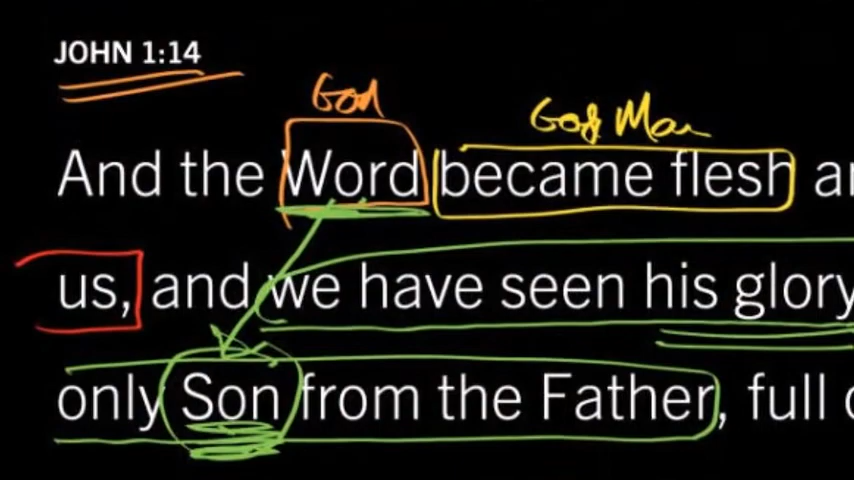 JOHN 1:14
God
God Man
And the Word became flesh
us, and we have seen his glory
only Son from the Father, full